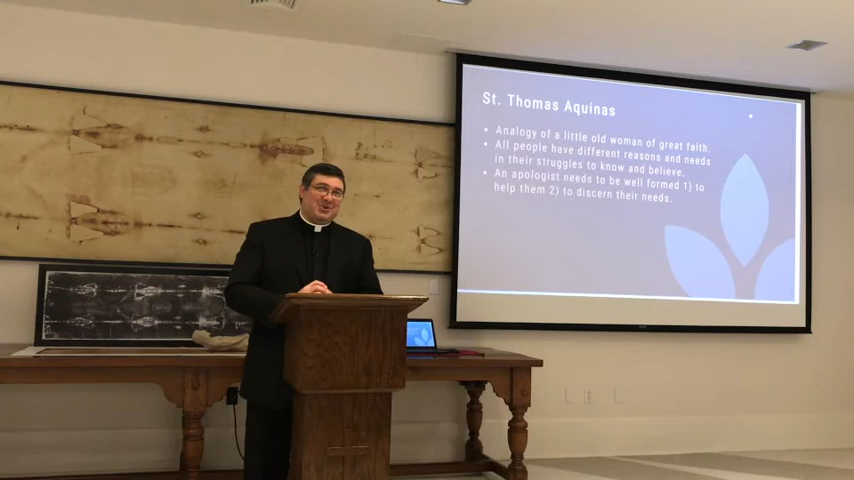 St. Thomas Aquinas
• Analogy of a little old woman of great faith.
• All people have different reasons and needs
in their struggles to know and believe.
• An apologist needs to be well formed 1) to
help them 2) to discern their needs.